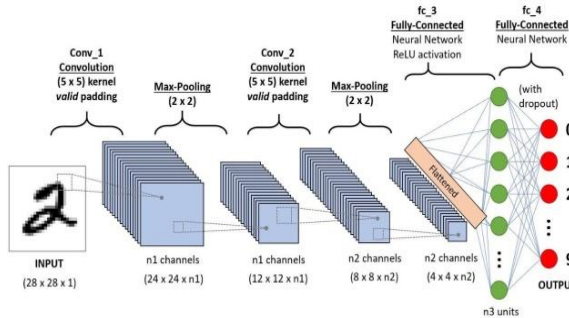 fc_3
Fully-Connected
Neural Network
ReLU activation
fc_4
Fully-Connected
Neural Network
Conv_1
Convolution
(5 x 5) kernel
valid padding
Max-Pooling
(2 x 2)
Conv_2
Convolution
(5 x 5) kernel
valid padding
Max-Pooling
(2 x 2)
(with
dropout)
Flattened
0
1
2
9
INPUT
(28 x 28 x 1)
n1 channels
(24 x 24 x n1)
n1 channels
(12 x 12 x n1)
n2 channels
(8 x 8 x n2)
n2 channels
(4 x 4 x n2)
n3 units
OUTPU